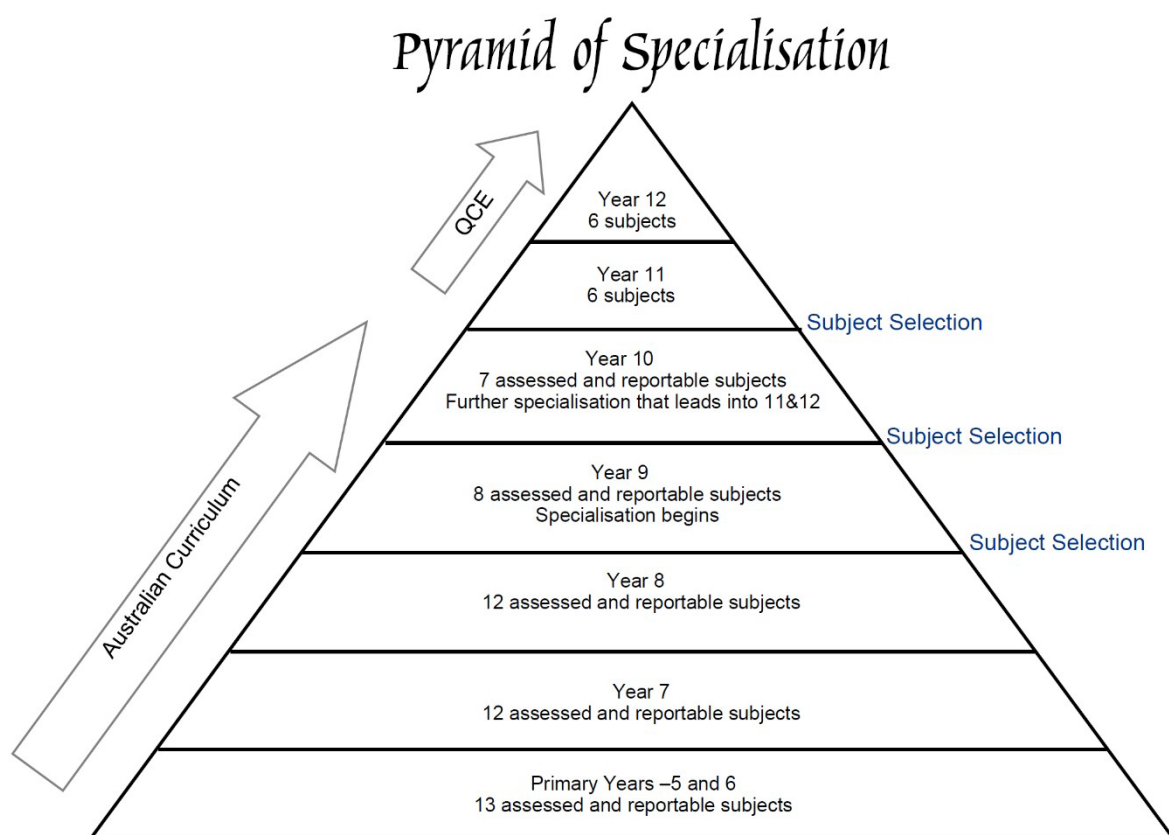 Pyramid of Specialisation
QCE
Year 12
6 subjects
Year 11
6 subjects
Subject Selection
Year 10
7 assessed and reportable subjects
Further specialisation that leads into 11&12
Subject Selection
Year 9
8 assessed and reportable subjects
Specialisation begins
Subject Selection
Australian Curriculum
Year 8
12 assessed and reportable subjects
Year 7
12 assessed and reportable subjects
Primary Years –5 and 6
13 assessed and reportable subjects